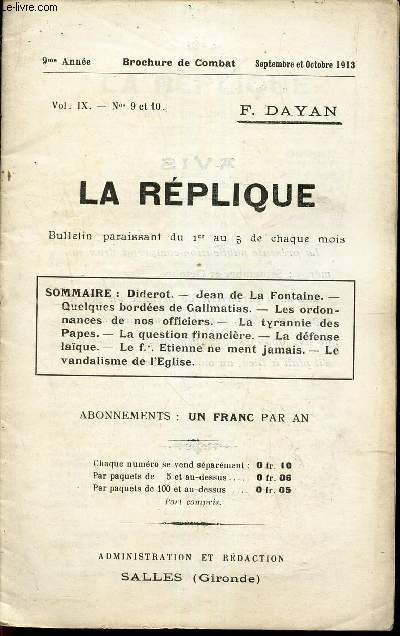 www.le-livre.com
9me Année Brochure de Combat Septembre et Octobre 1913
Vol. IX. — Nos 9 et 10. F. DAYAN
LA RÉPLIQUE
Bulletin paraissant du 1er au 5 de chaque mois
SOMMAIRE : Diderot. — Jean de La Fontaine. —
Quelques bordées de Galimatias. — Les ordon-
nances de nos officiers. — La tyrannie des
Papes. — La question financière. — La défense
laïque. — Le f∴ Etienne ne ment jamais. — Le
vandalisme de l'Eglise.
ABONNEMENTS : UN FRANC PAR AN
Chaque numéro se vend séparément : 0 fr. 10
Par paquets de 5 et au-dessus..... 0 fr. 06
Par paquets de 100 et au-dessus .. 0 fr. 05
Port compris.
ADMINISTRATION ET RÉDACTION
SALLES (Gironde)